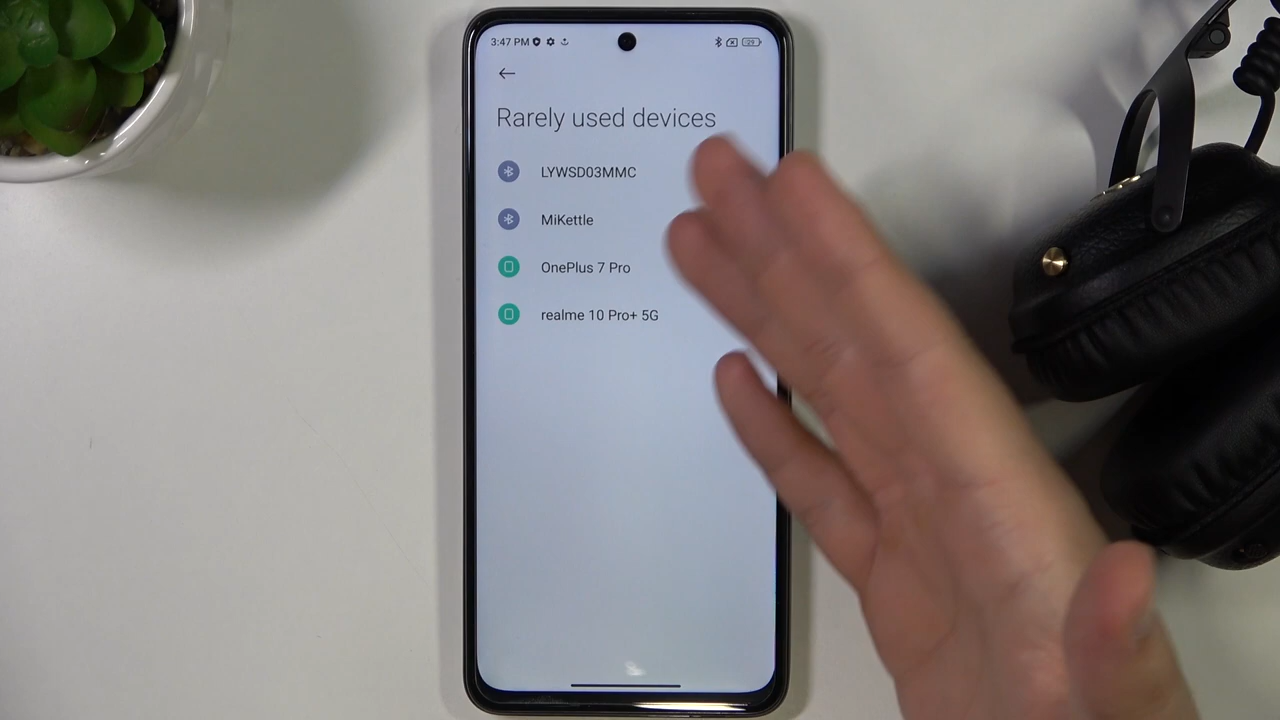 3:47 PM
Rarely used devices
LYWSD03MMC
MiKettle
OnePlus 7 Pro
realme 10 Pro+ 5G